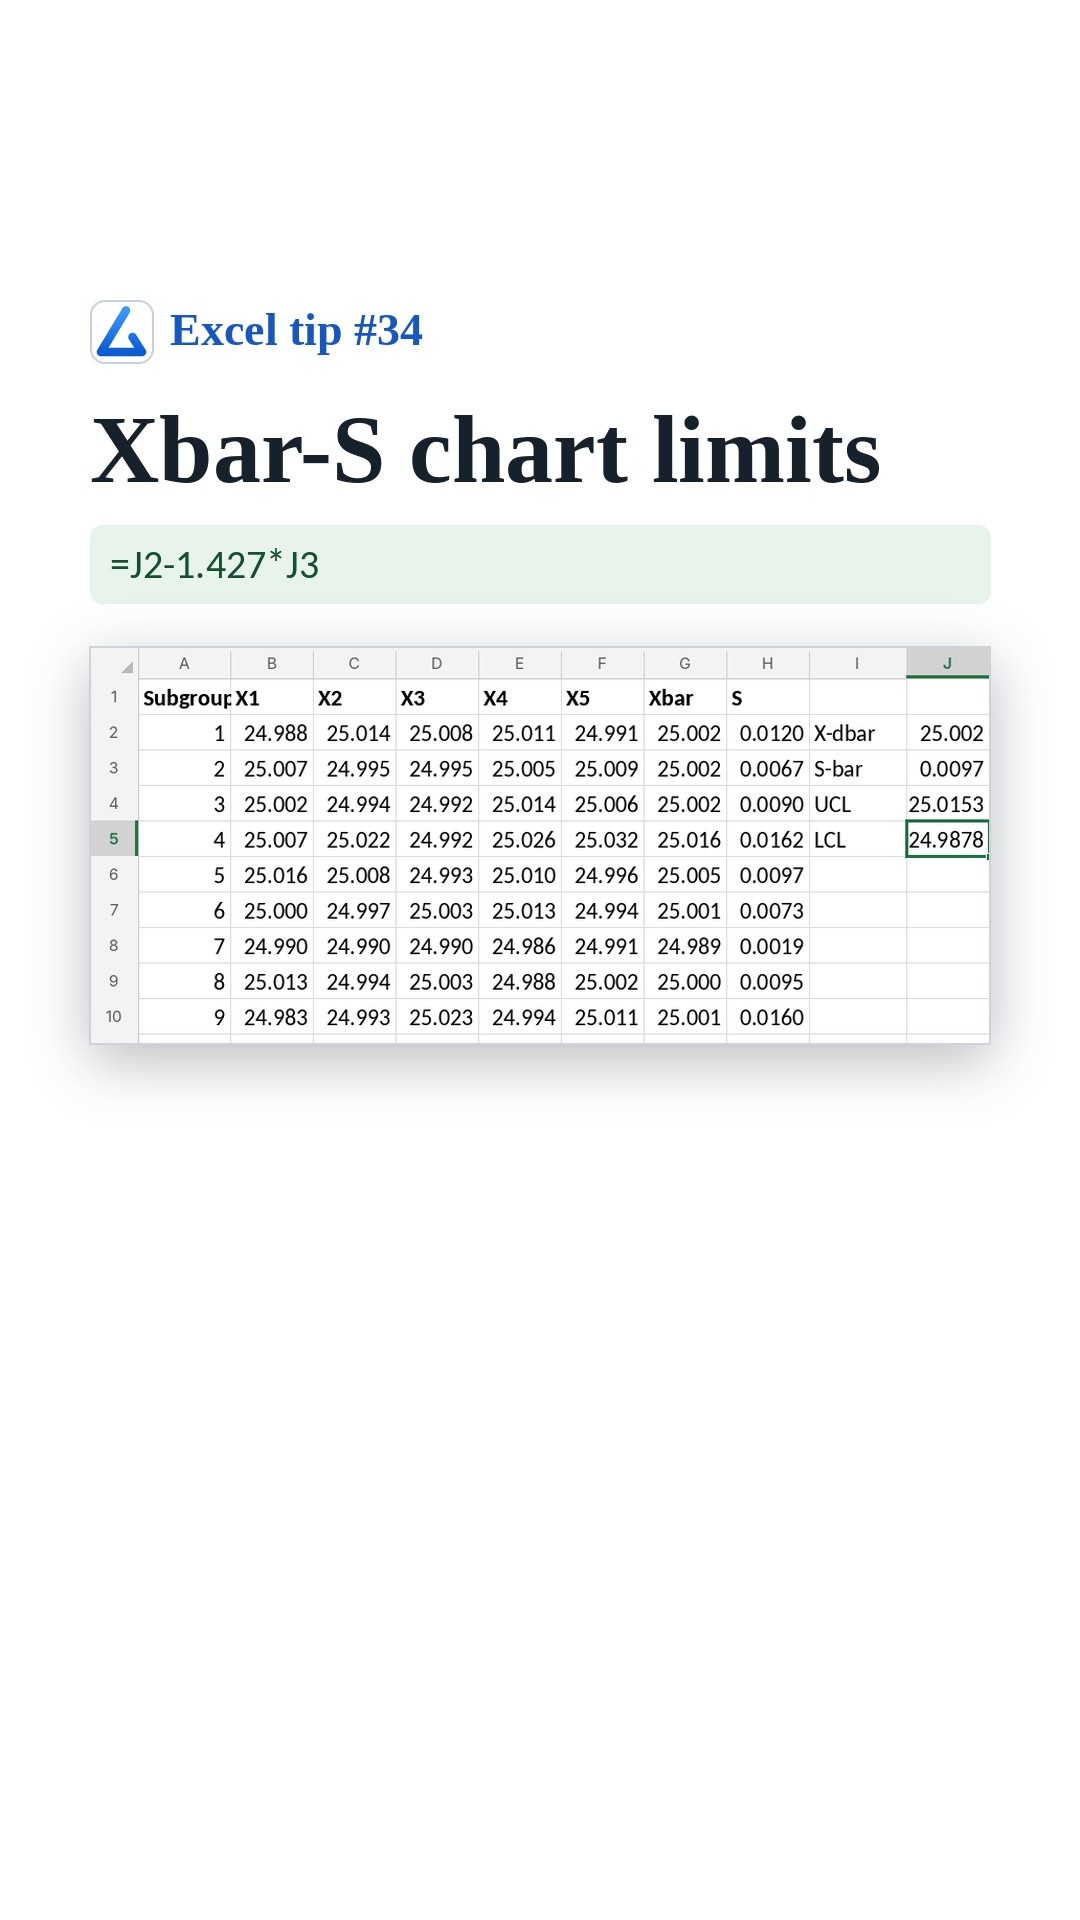 Excel tip #34
Xbar-S chart limits
=J2-1.427*J3
A B C D E F G H I J
1 Subgroup X1 X2 X3 X4 X5 Xbar S
2 1 24.988 25.014 25.008 25.011 24.991 25.002 0.0120 X-dbar 25.002
3 2 25.007 24.995 24.995 25.005 25.009 25.002 0.0067 S-bar 0.0097
4 3 25.002 24.994 24.992 25.014 25.006 25.002 0.0090 UCL 25.0153
5 4 25.007 25.022 24.992 25.026 25.032 25.016 0.0162 LCL 24.9878
6 5 25.016 25.008 24.993 25.010 24.996 25.005 0.0097
7 6 25.000 24.997 25.003 25.013 24.994 25.001 0.0073
8 7 24.990 24.990 24.990 24.986 24.991 24.989 0.0019
9 8 25.013 24.994 25.003 24.988 25.002 25.000 0.0095
10 9 24.983 24.993 25.023 24.994 25.011 25.001 0.0160